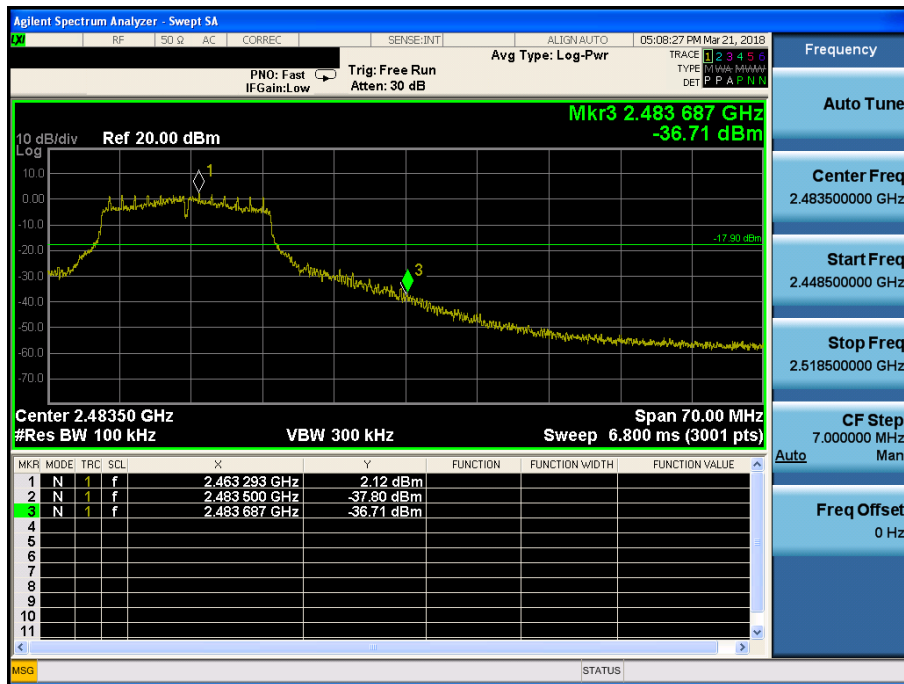 Agilent Spectrum Analyzer - Swept SA
LXI RF 50 Ω AC CORREC SENSE:INT ALIGNAUTO 05:08:27 PM Mar 21, 2018
Avg Type: Log-Pwr TRACE 1 2 3 4 5 6
PNO: Fast Trig: Free Run TYPE M WA MWWW
IFGain:Low Atten: 30 dB DET P P A P N N
Frequency
Auto Tune
Center Freq
2.483500000 GHz
Start Freq
2.448500000 GHz
Stop Freq
2.518500000 GHz
CF Step
7.000000 MHz
Auto Man
Freq Offset
0 Hz
Mkr3 2.483 687 GHz
-36.71 dBm
10 dB/div Ref 20.00 dBm
Log
10.0
0.00
-10.0
-20.0
-30.0
-40.0
-50.0
-60.0
-70.0
1
-17.90 dBm
3
Center 2.48350 GHz Span 70.00 MHz
#Res BW 100 kHz VBW 300 kHz Sweep 6.800 ms (3001 pts)
MKR MODE TRC SCL X Y FUNCTION FUNCTION WIDTH FUNCTION VALUE
1 N 1 f 2.463 293 GHz 2.12 dBm
2 N 1 f 2.483 500 GHz -37.80 dBm
3 N 1 f 2.483 687 GHz -36.71 dBm
4
5
6
7
8
9
10
11
MSG STATUS